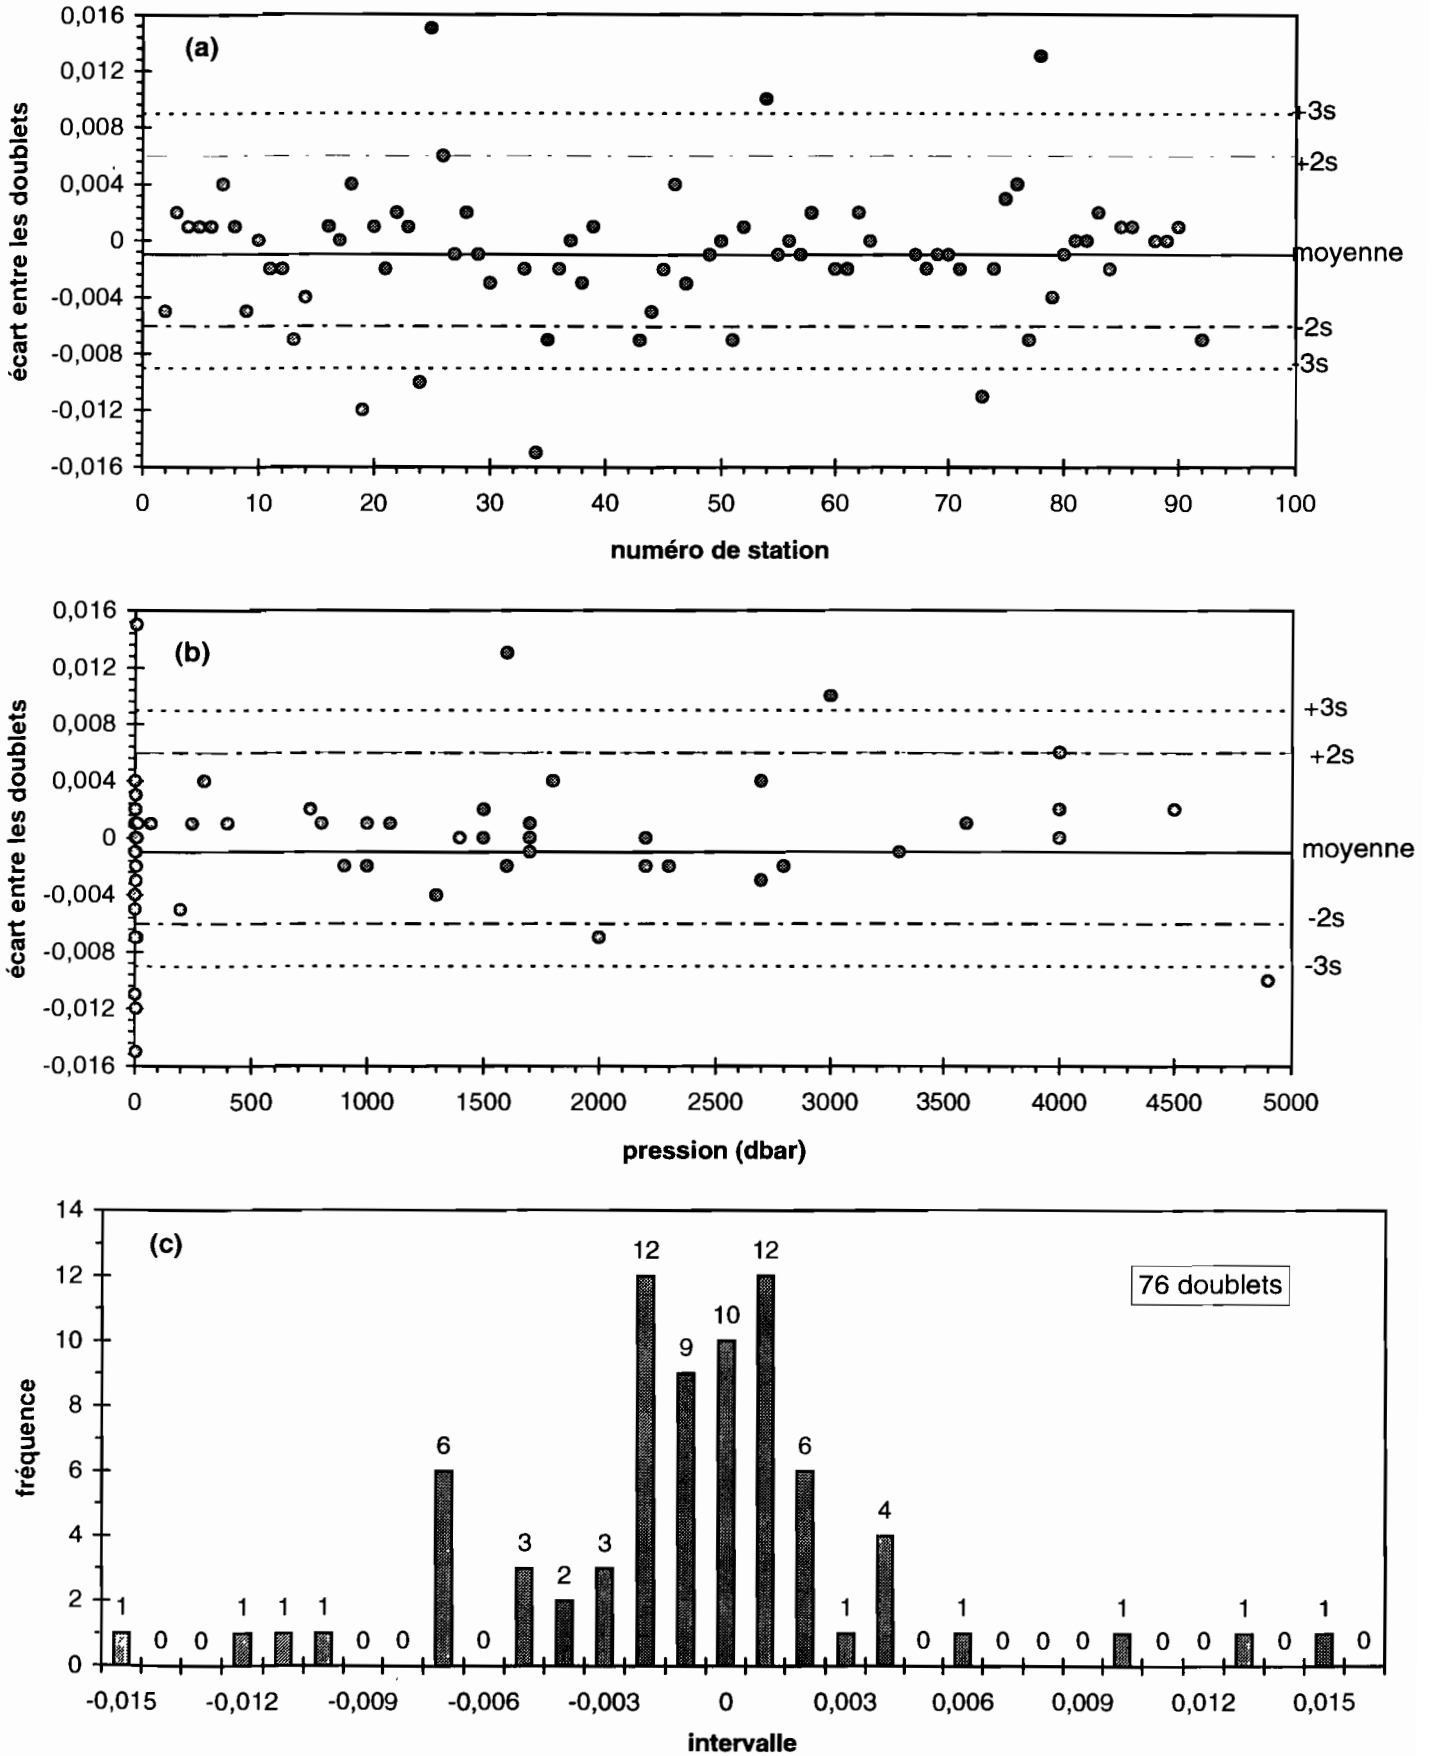 (a)
écart entre les doublets
0,016
0,012
0,008
0,004
0
-0,004
-0,008
-0,012
-0,016
+3s
+2s
moyenne
-2s
-3s
0 10 20 30 40 50 60 70 80 90 100
numéro de station
(b)
écart entre les doublets
0,016
0,012
0,008
0,004
0
-0,004
-0,008
-0,012
-0,016
+3s
+2s
moyenne
-2s
-3s
0 500 1000 1500 2000 2500 3000 3500 4000 4500 5000
pression (dbar)
(c)
76 doublets
fréquence
14
12
10
8
6
4
2
0
1 0 0 1 1 1 0 0 6 0 3 2 3 12 9 10 12 6 1 4 0 1 0 0 0 1 0 0 1 0 1 0
-0,015 -0,012 -0,009 -0,006 -0,003 0 0,003 0,006 0,009 0,012 0,015
intervalle